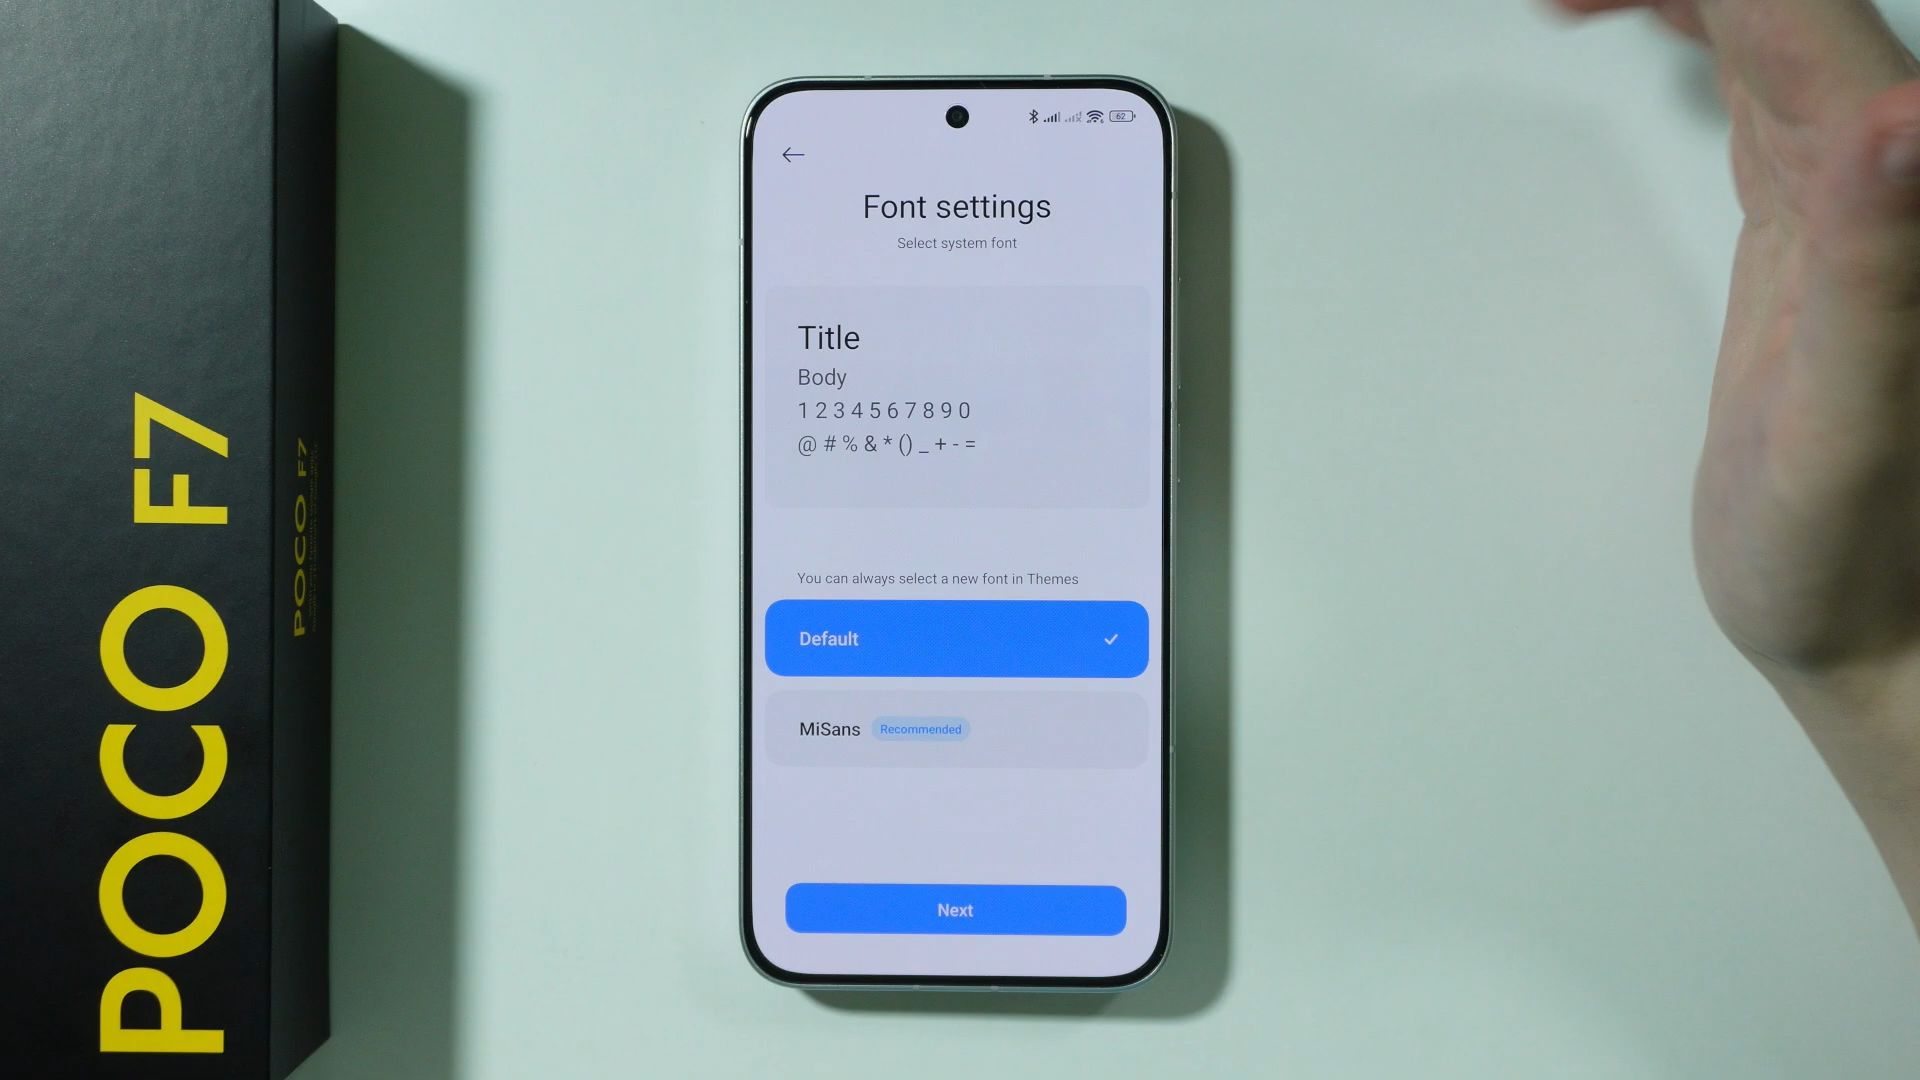 POCO F7
POCO F7
62
Font settings
Select system font
Title
Body
1 2 3 4 5 6 7 8 9 0
@ # % & * () _ + - =
You can always select a new font in Themes
Default
MiSans Recommended
Next